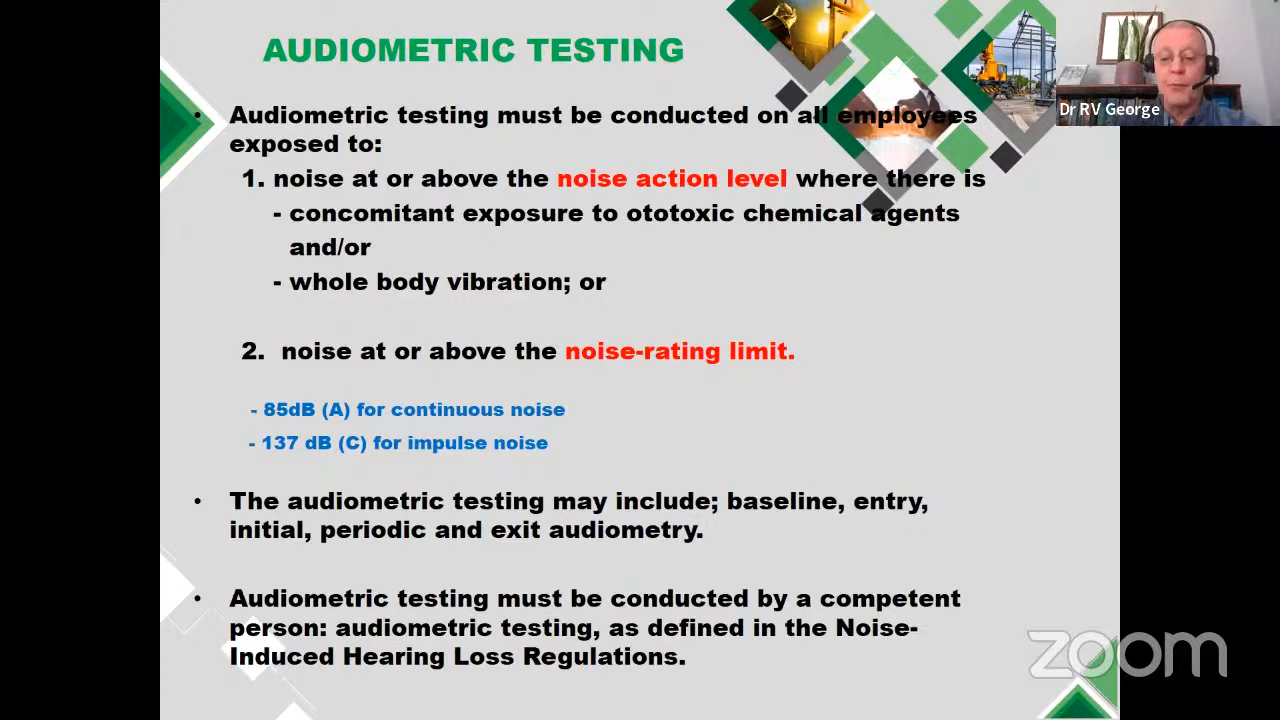 AUDIOMETRIC TESTING
Dr RV George
• Audiometric testing must be conducted on all employees
exposed to:
1. noise at or above the noise action level where there is
- concomitant exposure to ototoxic chemical agents
and/or
- whole body vibration; or
2. noise at or above the noise-rating limit.
- 85dB (A) for continuous noise
- 137 dB (C) for impulse noise
• The audiometric testing may include; baseline, entry,
initial, periodic and exit audiometry.
• Audiometric testing must be conducted by a competent
person: audiometric testing, as defined in the Noise-
Induced Hearing Loss Regulations.
zoom